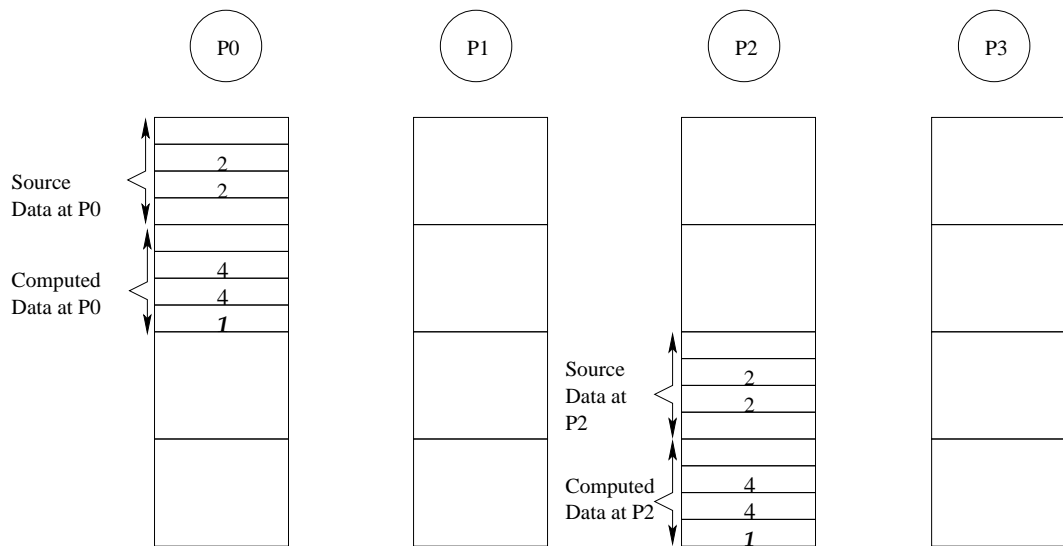 P0 P1 P2 P3
2
2
Source
Data at P0
4
4
1
Computed
Data at P0
Source
Data at
P2
2
2
Computed
Data at P2
4
4
1